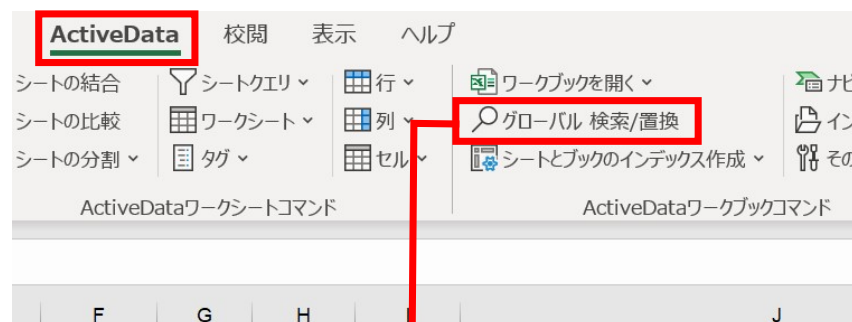 ActiveData 校閲 表示 ヘルプ
シートの結合 シートクエリ 行 ワークブックを開く ナビ
シートの比較 ワークシート 列 グローバル 検索/置換 イン
シートの分割 タグ セル シートとブックのインデックス作成 その
ActiveDataワークシートコマンド ActiveDataワークブックコマンド
F G H J